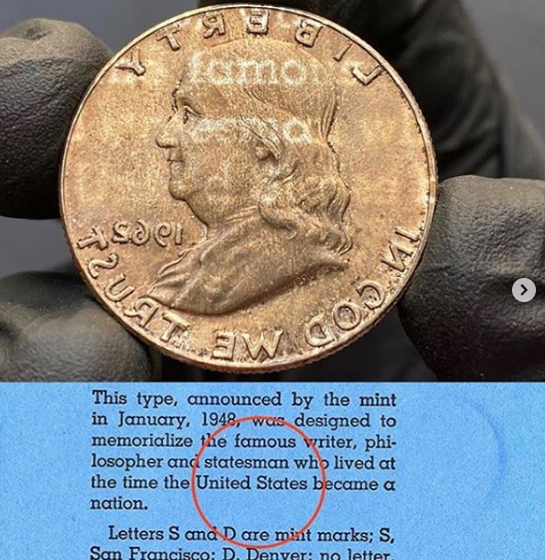 LIBERTY
famo
1962
IN GOD WE TRUST
This type, announced by the mint
in January, 1948, was designed to
memorialize the famous writer, phi-
losopher and statesman who lived at
the time the United States became a
nation.
Letters S and D are mint marks; S,
San Francisco; D, Denver; no letter,